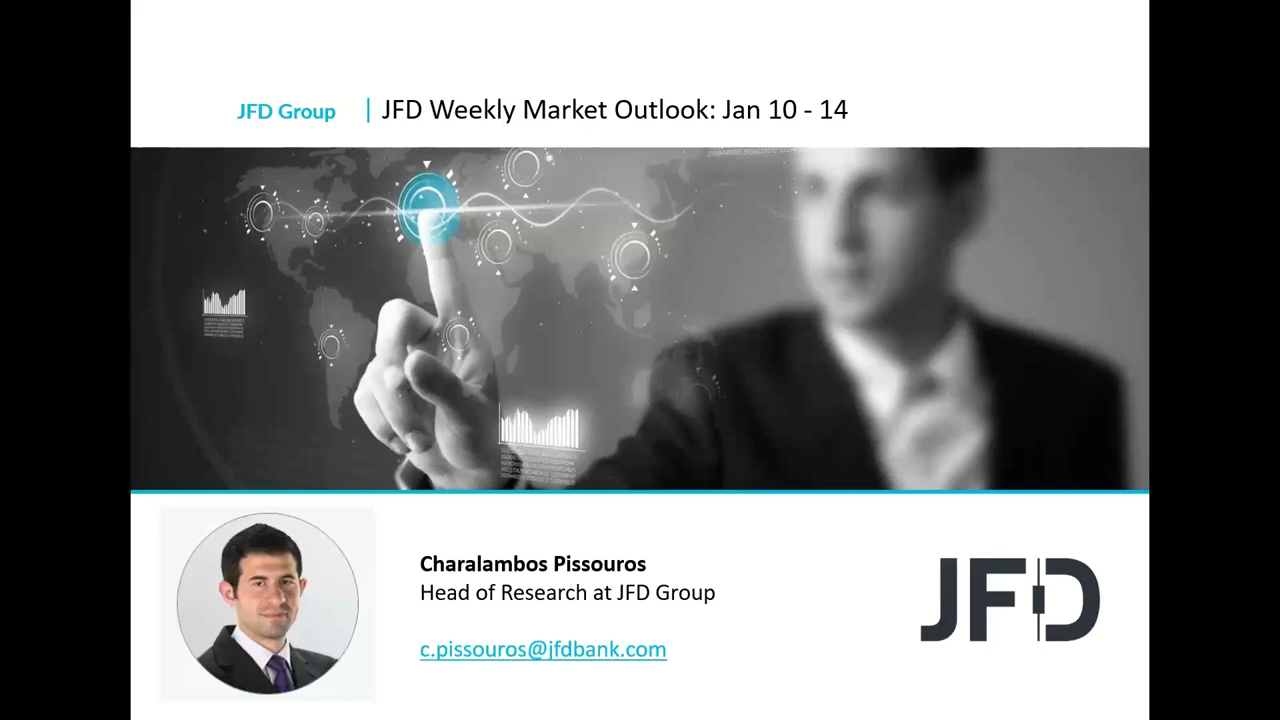 JFD Group | JFD Weekly Market Outlook: Jan 10 - 14
Charalambos Pissouros
Head of Research at JFD Group
c.pissouros@jfdbank.com
JFD